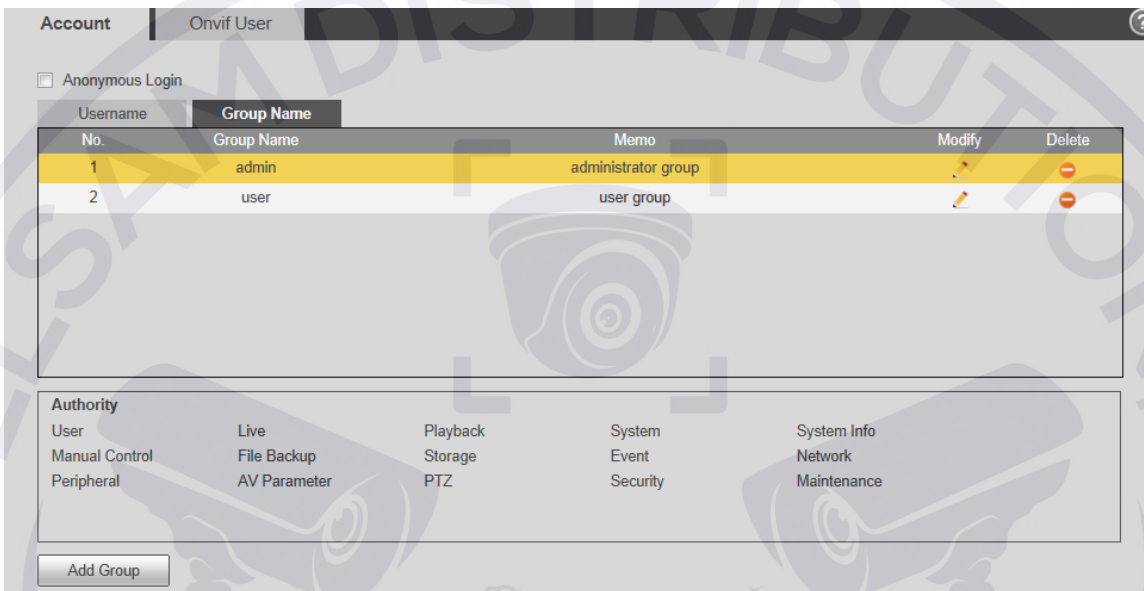 Account Onvif User ?
Anonymous Login
Username Group Name
No. Group Name Memo Modify Delete
1 admin administrator group
2 user user group
Authority
User Live Playback System System Info
Manual Control File Backup Storage Event Network
Peripheral AV Parameter PTZ Security Maintenance
Add Group
SAM DISTRIBUTION